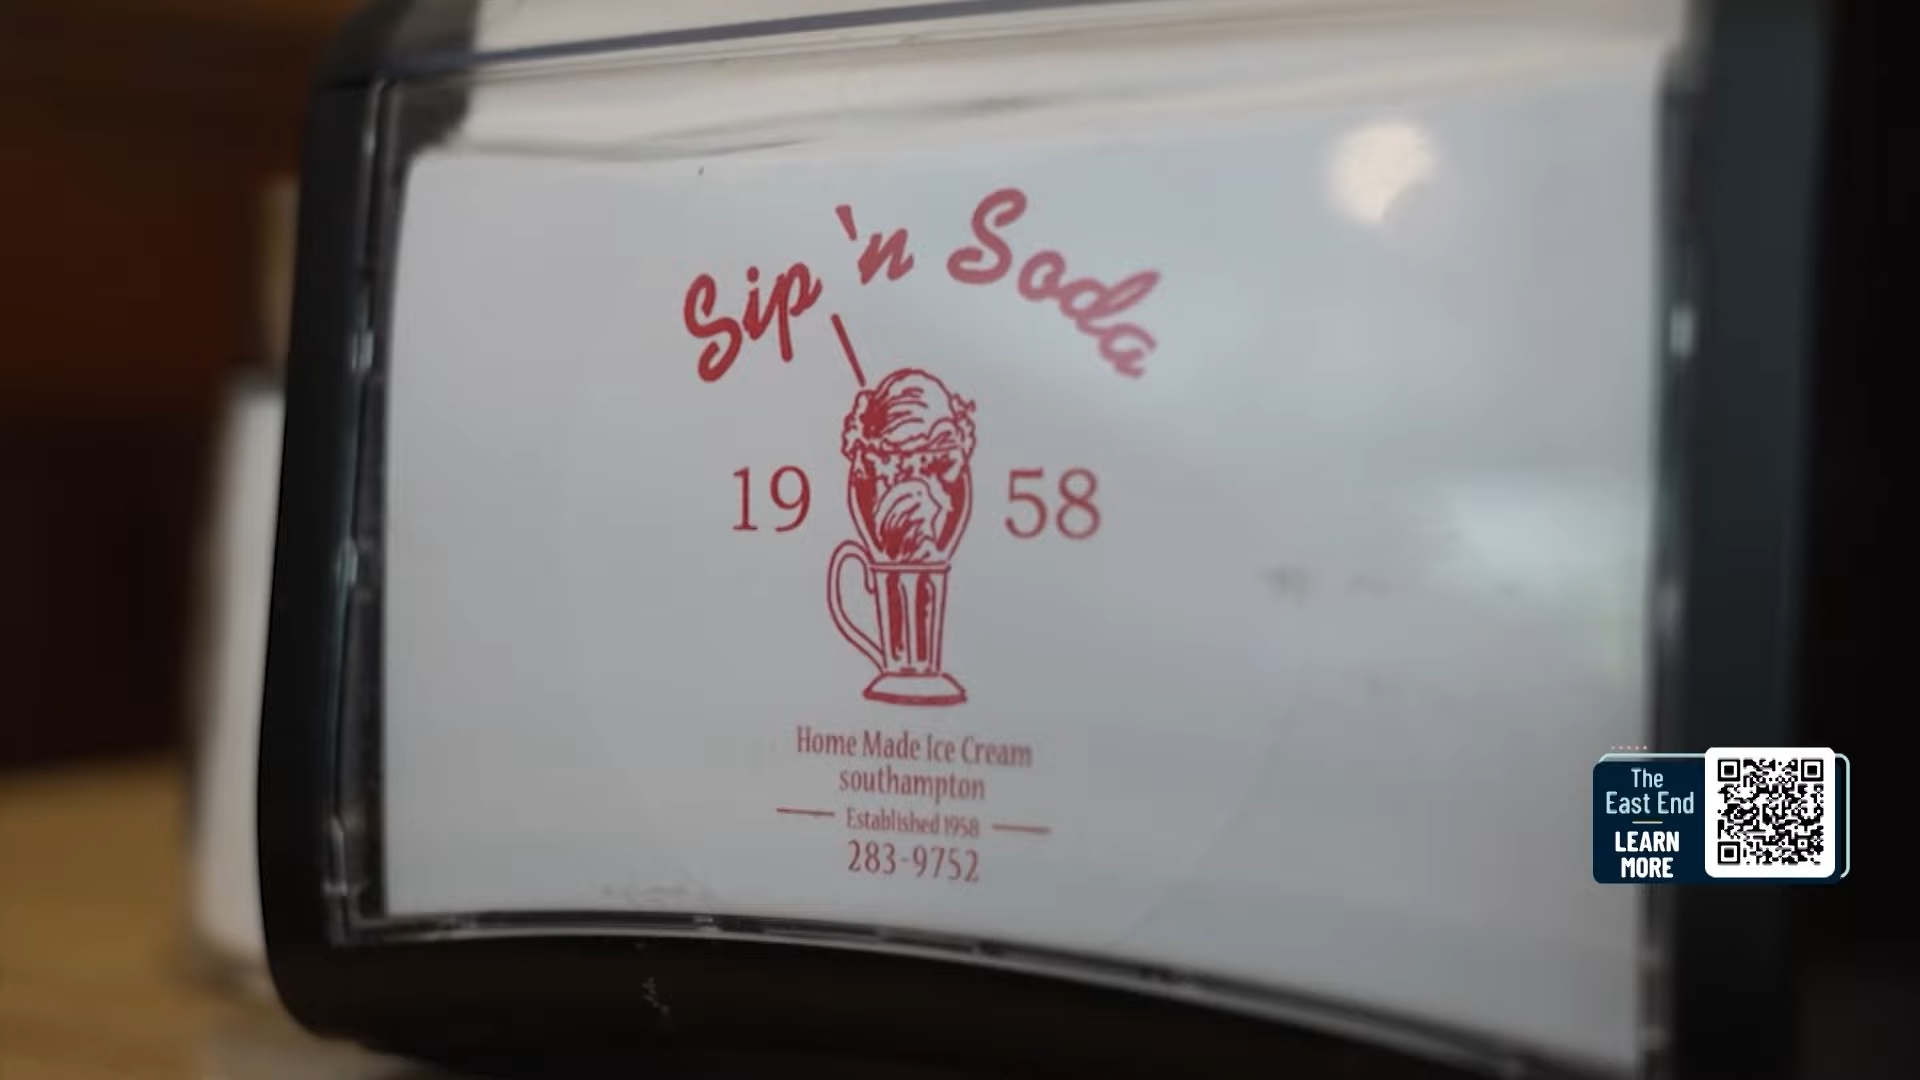 Sip 'n Soda
19 58
Home Made Ice Cream
southampton
Established 1958
283-9752
The
East End
LEARN
MORE